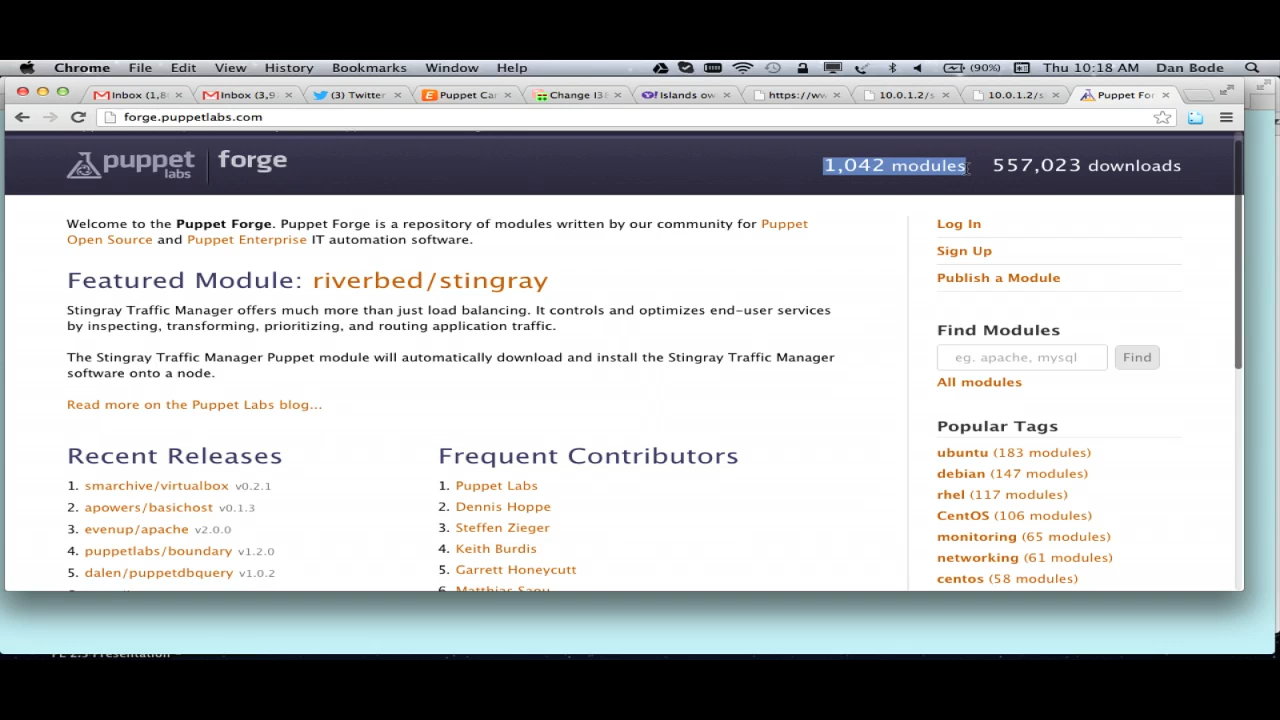 Chrome File Edit View History Bookmarks Window Help (90%) Thu 10:18 AM Dan Bode
Inbox (1,8 Inbox (3,9 (3) Twitter Puppet Car Change I38 Islands ow https://ww 10.0.1.2/s 10.0.1.2/s Puppet For
forge.puppetlabs.com
puppet labs forge 1,042 modules 557,023 downloads
Welcome to the Puppet Forge. Puppet Forge is a repository of modules written by our community for Puppet
Open Source and Puppet Enterprise IT automation software.
Featured Module: riverbed/stingray
Stingray Traffic Manager offers much more than just load balancing. It controls and optimizes end-user services
by inspecting, transforming, prioritizing, and routing application traffic.
The Stingray Traffic Manager Puppet module will automatically download and install the Stingray Traffic Manager
software onto a node.
Read more on the Puppet Labs blog...
Recent Releases
1. smarchive/virtualbox v0.2.1
2. apowers/basichost v0.1.3
3. evenup/apache v2.0.0
4. puppetlabs/boundary v1.2.0
5. dalen/puppetdbquery v1.0.2
Frequent Contributors
1. Puppet Labs
2. Dennis Hoppe
3. Steffen Zieger
4. Keith Burdis
5. Garrett Honeycutt
Log In
Sign Up
Publish a Module
Find Modules
eg. apache, mysql Find
All modules
Popular Tags
ubuntu (183 modules)
debian (147 modules)
rhel (117 modules)
CentOS (106 modules)
monitoring (65 modules)
networking (61 modules)
centos (58 modules)